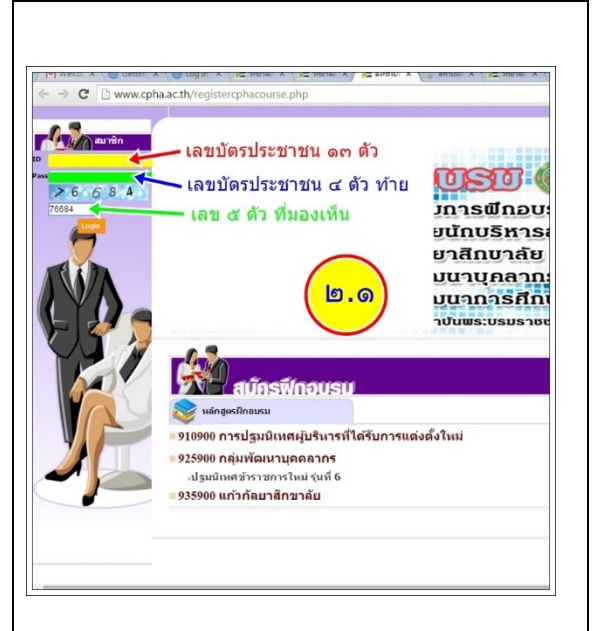 www.cpha.ac.th/registercphacourse.php
สมาชิก
ID
Pass
เลขบัตรประชาชน ๑๓ ตัว
เลขบัตรประชาชน ๔ ตัว ท้าย
เลข ๕ ตัว ที่มองเห็น
7 6 6 8 4
76684
Login
๒.๑
สมัครฝึกอบรม
หลักสูตรฝึกอบรม
910900 การปฐมนิเทศผู้บริหารที่ได้รับการแต่งตั้งใหม่
925900 กลุ่มพัฒนาบุคคลากร
ปฐมนิเทศข้าราชการใหม่ รุ่นที่ 6
935900 แก้วกัลยาสิกขาลัย